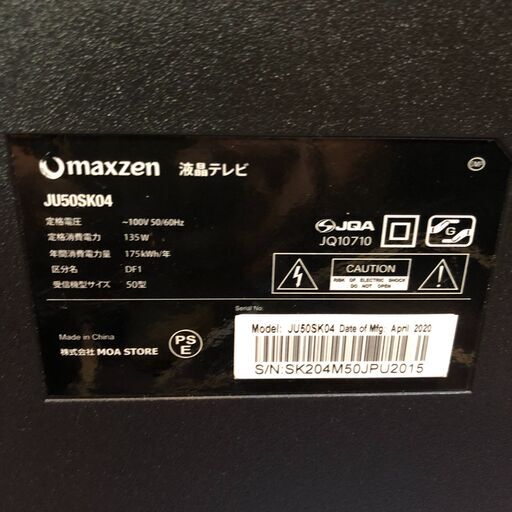 maxzen 液晶テレビ
JU50SK04
定格電圧 ~100V 50/60Hz
定格消費電力 135W
年間消費電力量 175kWh/年
区分名 DF1
受信機型サイズ 50型
JQA
JQ10710
G
CAUTION
RISK OF ELECTRIC SHOCK
DO NOT OPEN
Serial No:
Model: JU50SK04 Date of Mfg: April 2020
S/N:SK204M50JPU2015
Made in China
株式会社 MOA STORE
PS
E